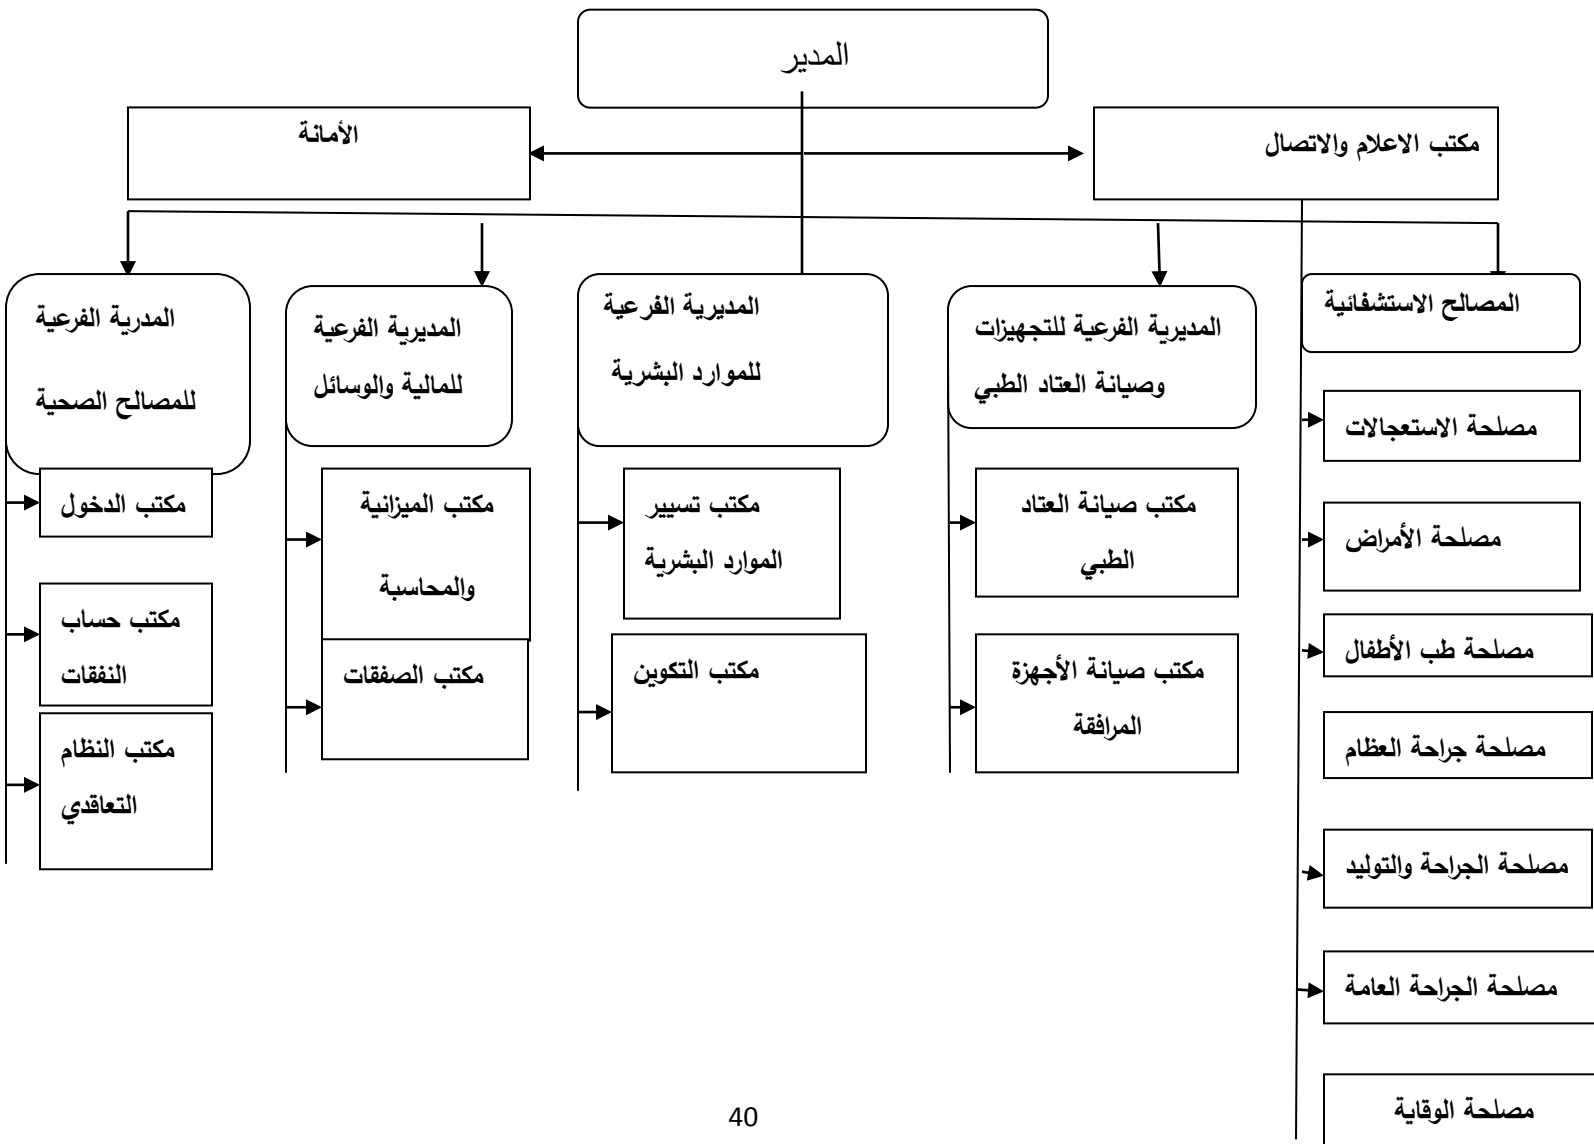 المدير
مكتب الاعلام والاتصال
الأمانة
المصالح الاستشفائية
مصلحة الاستعجالات
مصلحة الأمراض
مصلحة طب الأطفال
مصلحة جراحة العظام
مصلحة الجراحة والتوليد
مصلحة الجراحة العامة
مصلحة الوقاية
المديرية الفرعية للتجهيزات
وصيانة العتاد الطبي
مكتب صيانة العتاد
الطبي
مكتب صيانة الأجهزة
المرافقة
المديرية الفرعية
للموارد البشرية
مكتب تسيير
الموارد البشرية
مكتب التكوين
المديرية الفرعية
للمالية والوسائل
مكتب الميزانية
والمحاسبة
مكتب الصفقات
المدرية الفرعية
للمصالح الصحية
مكتب الدخول
مكتب حساب
النفقات
مكتب النظام
التعاقدي
40